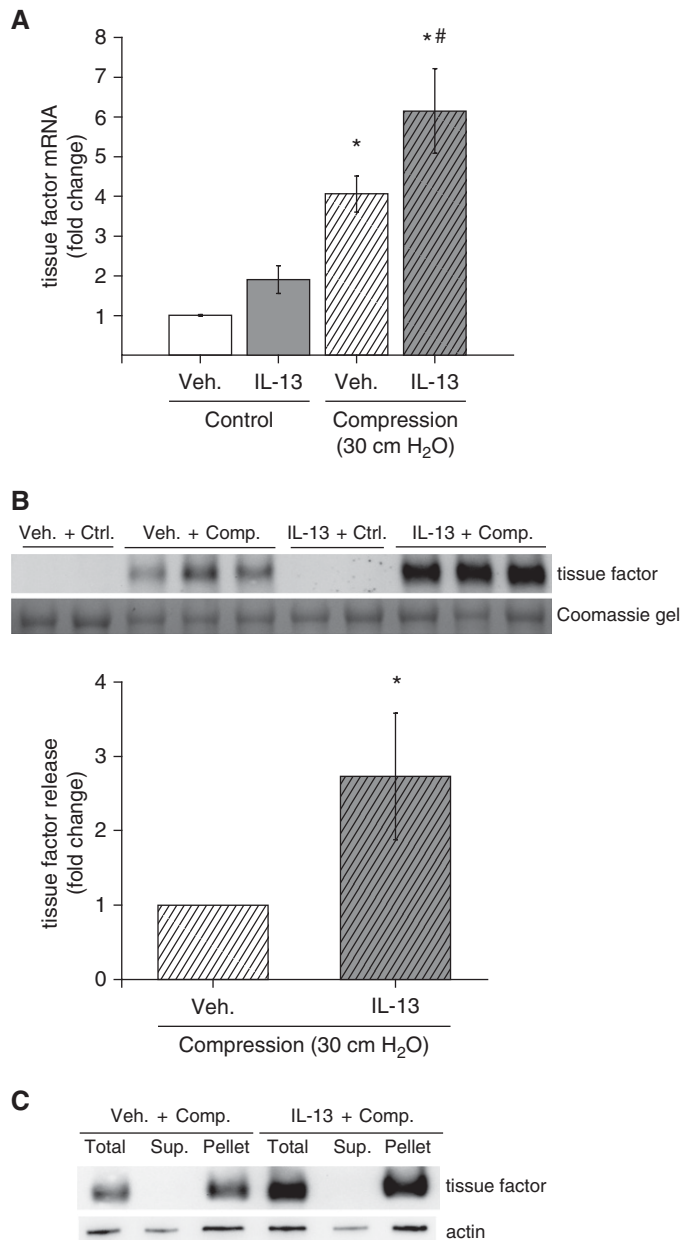 A
tissue factor mRNA
(fold change)
8
7
6
5
4
3
2
1
*
* #
Veh. IL-13 Veh. IL-13
Control Compression
(30 cm H₂O)
B
Veh. + Ctrl. Veh. + Comp. IL-13 + Ctrl. IL-13 + Comp.
tissue factor
Coomassie gel
tissue factor release
(fold change)
4
3
2
1
0
*
Veh. IL-13
Compression (30 cm H₂O)
C
Veh. + Comp. IL-13 + Comp.
Total Sup. Pellet Total Sup. Pellet
tissue factor
actin